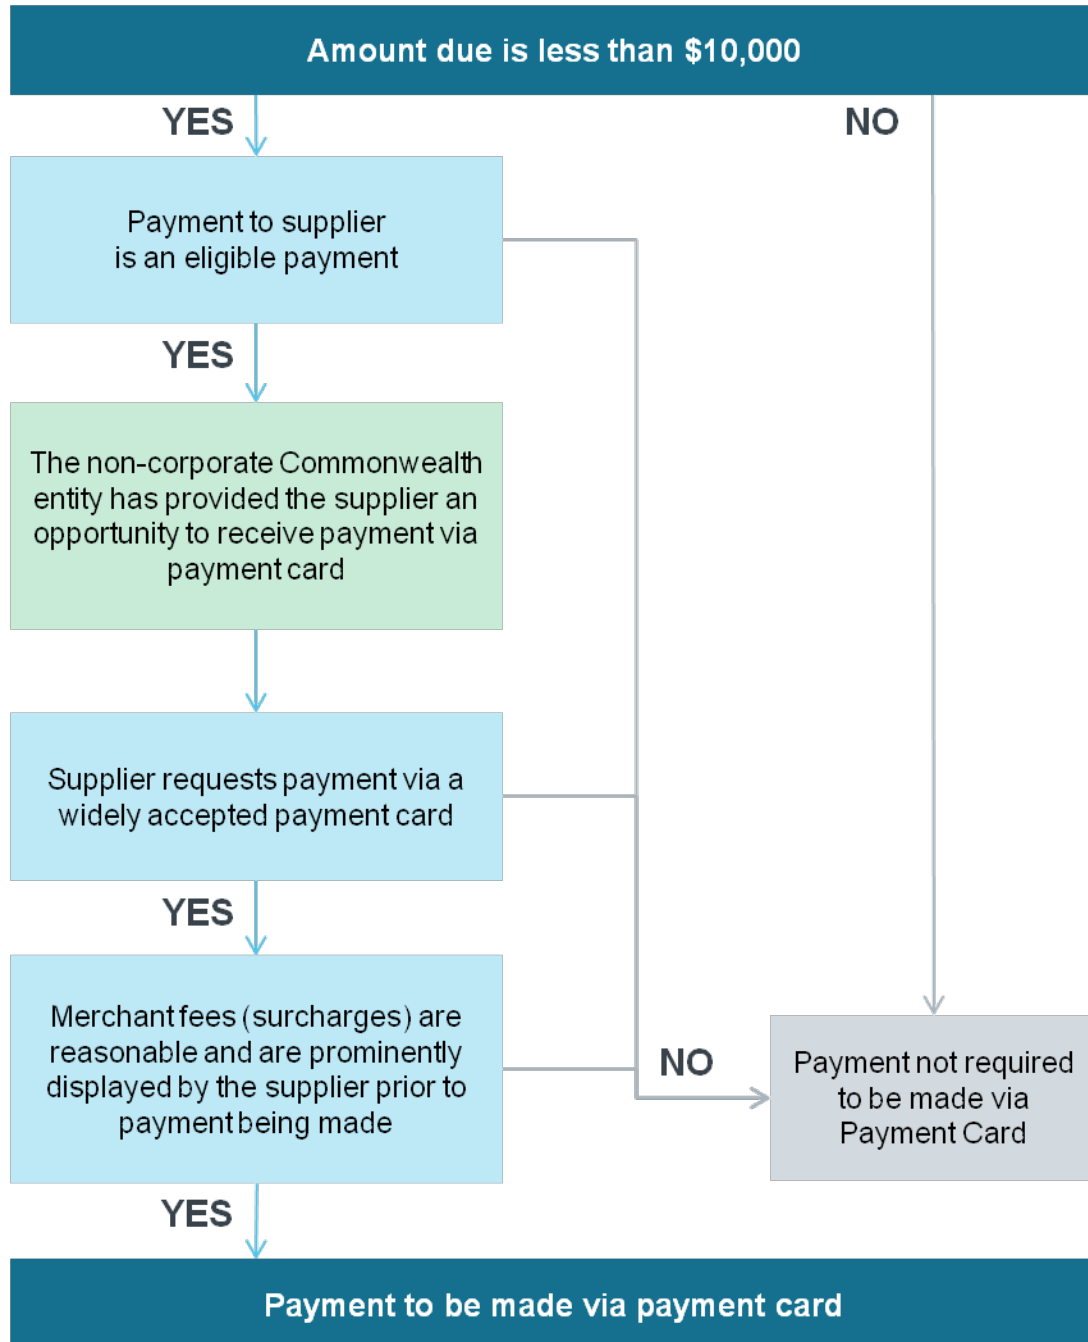 Amount due is less than $10,000
YES
NO
Payment to supplier
is an eligible payment
YES
The non-corporate Commonwealth
entity has provided the supplier an
opportunity to receive payment via
payment card
Supplier requests payment via a
widely accepted payment card
YES
Merchant fees (surcharges) are
reasonable and are prominently
displayed by the supplier prior to
payment being made
NO
Payment not required
to be made via
Payment Card
YES
Payment to be made via payment card